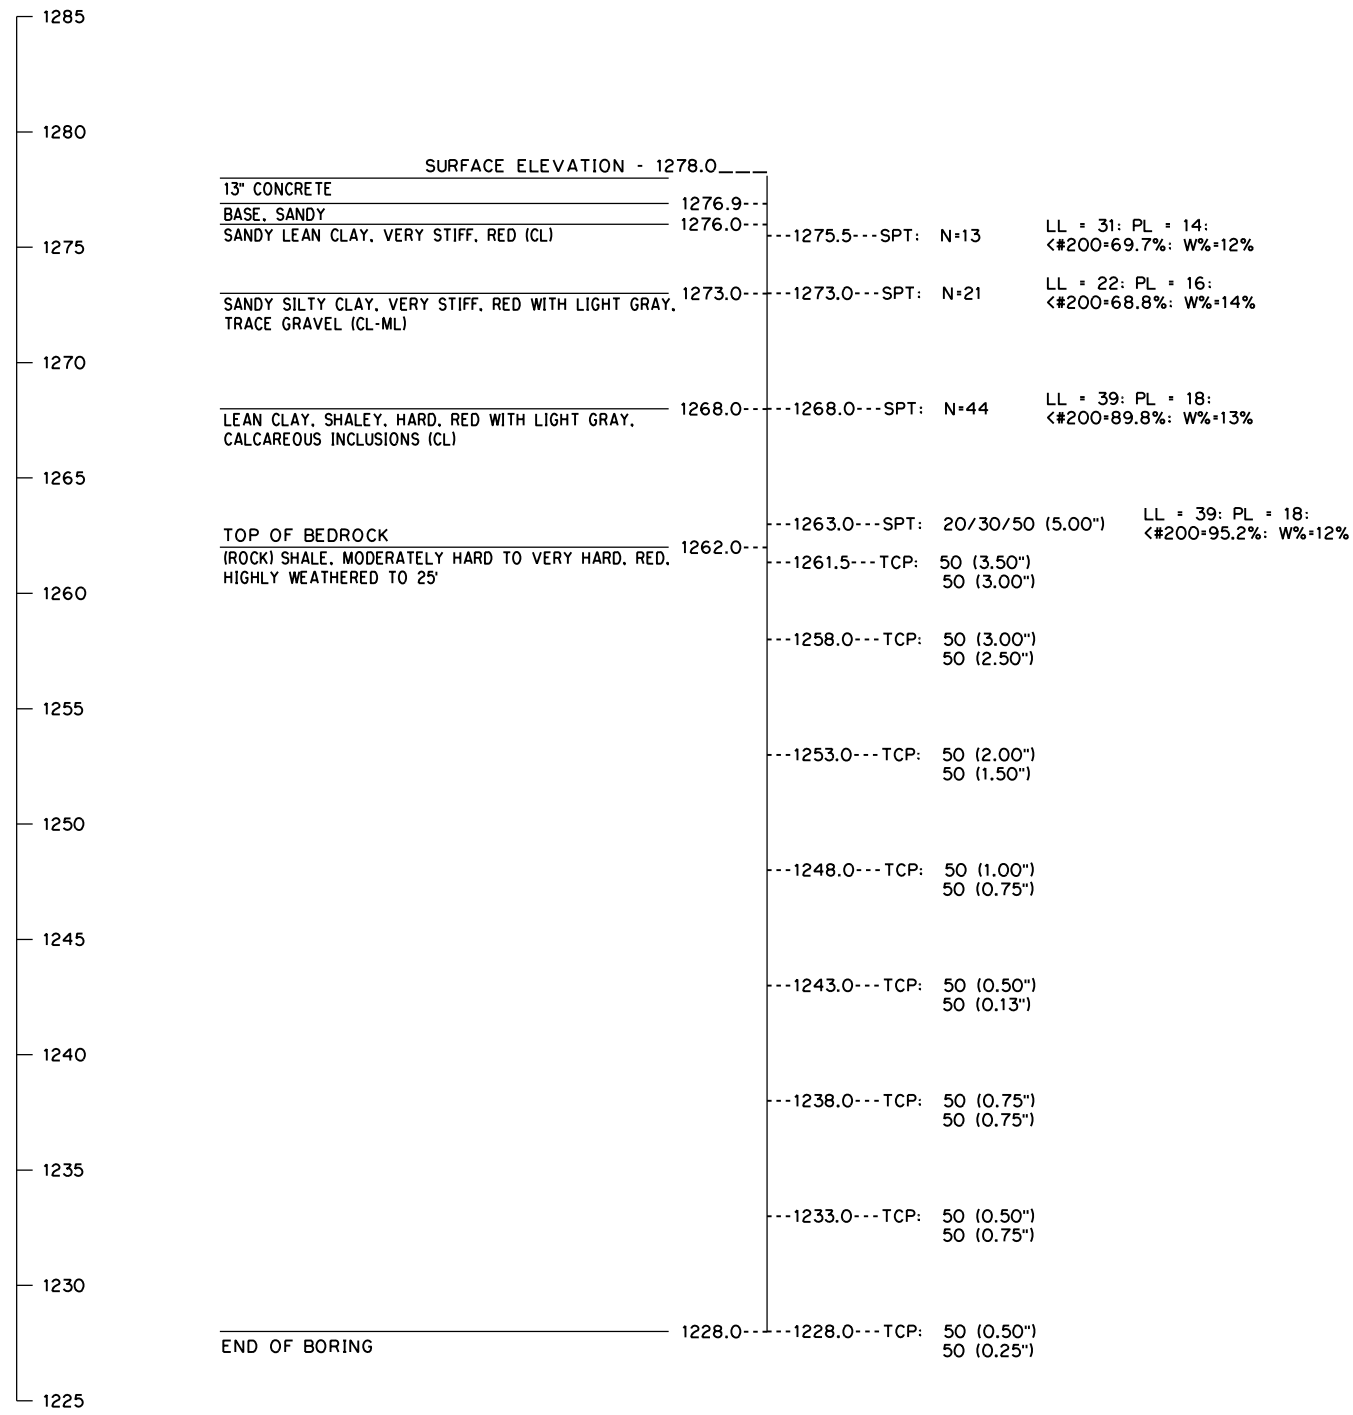 1285
1280
SURFACE ELEVATION - 1278.0
13" CONCRETE
1276.9
BASE, SANDY
1276.0
SANDY LEAN CLAY, VERY STIFF, RED (CL)
1275.5---SPT: N=13
LL = 31; PL = 14;
<#200=69.7%; W%=12%
1275
1273.0
SANDY SILTY CLAY, VERY STIFF, RED WITH LIGHT GRAY,
TRACE GRAVEL (CL-ML)
1273.0---SPT: N=21
LL = 22; PL = 16;
<#200=68.8%; W%=14%
1270
1268.0
LEAN CLAY, SHALEY, HARD, RED WITH LIGHT GRAY,
CALCAREOUS INCLUSIONS (CL)
1268.0---SPT: N=44
LL = 39; PL = 18;
<#200=89.8%; W%=13%
1265
1263.0---SPT: 20/30/50 (5.00")
LL = 39; PL = 18;
<#200=95.2%; W%=12%
TOP OF BEDROCK
1262.0
(ROCK) SHALE, MODERATELY HARD TO VERY HARD, RED,
HIGHLY WEATHERED TO 25'
1261.5---TCP: 50 (3.50")
50 (3.00")
1260
1258.0---TCP: 50 (3.00")
50 (2.50")
1255
1253.0---TCP: 50 (2.00")
50 (1.50")
1250
1248.0---TCP: 50 (1.00")
50 (0.75")
1245
1243.0---TCP: 50 (0.50")
50 (0.13")
1240
1238.0---TCP: 50 (0.75")
50 (0.75")
1235
1233.0---TCP: 50 (0.50")
50 (0.75")
1230
1228.0
END OF BORING
1228.0---TCP: 50 (0.50")
50 (0.25")
1225